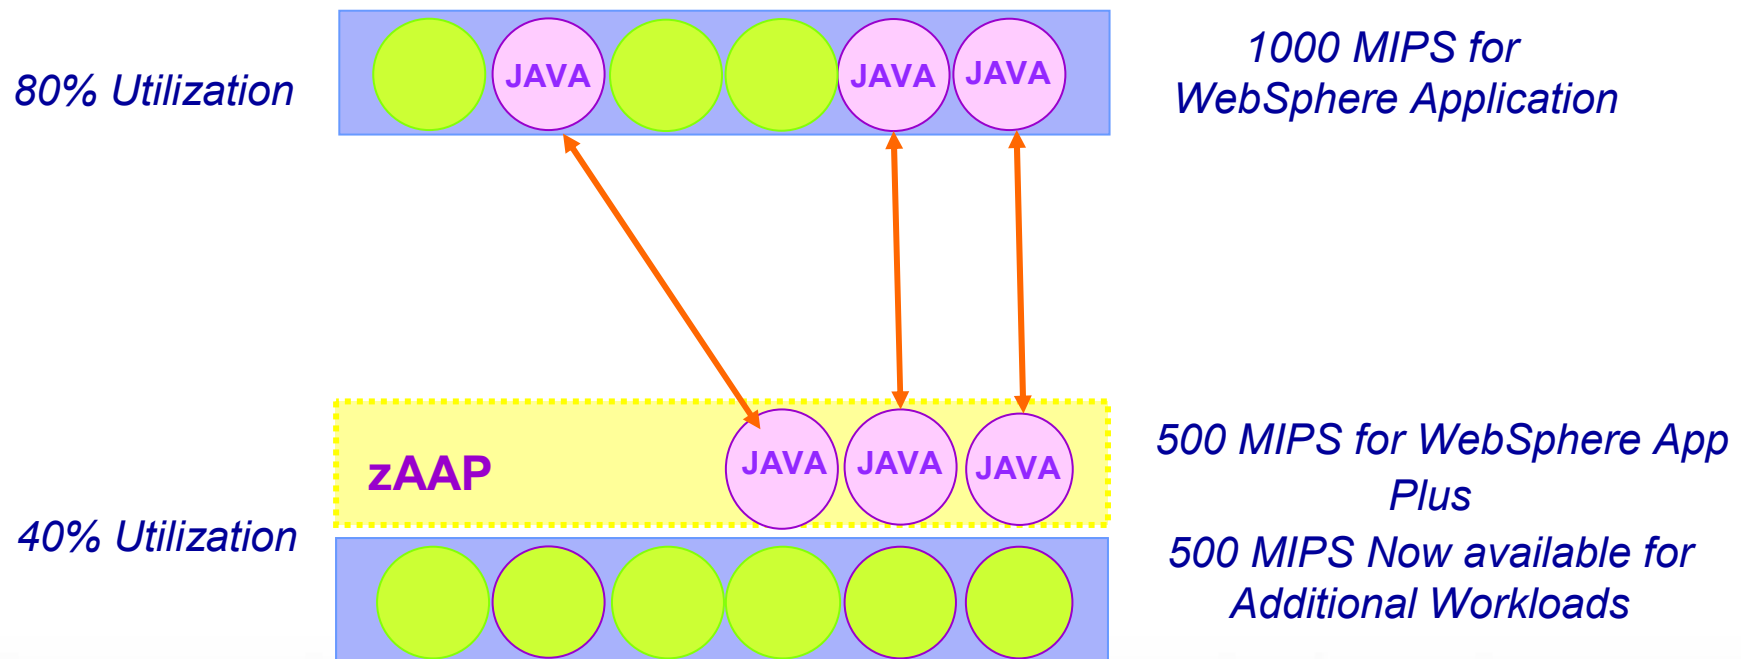 80% Utilization
JAVA
JAVA
JAVA
1000 MIPS for
WebSphere Application
zAAP
JAVA
JAVA
JAVA
40% Utilization
500 MIPS for WebSphere App
Plus
500 MIPS Now available for
Additional Workloads